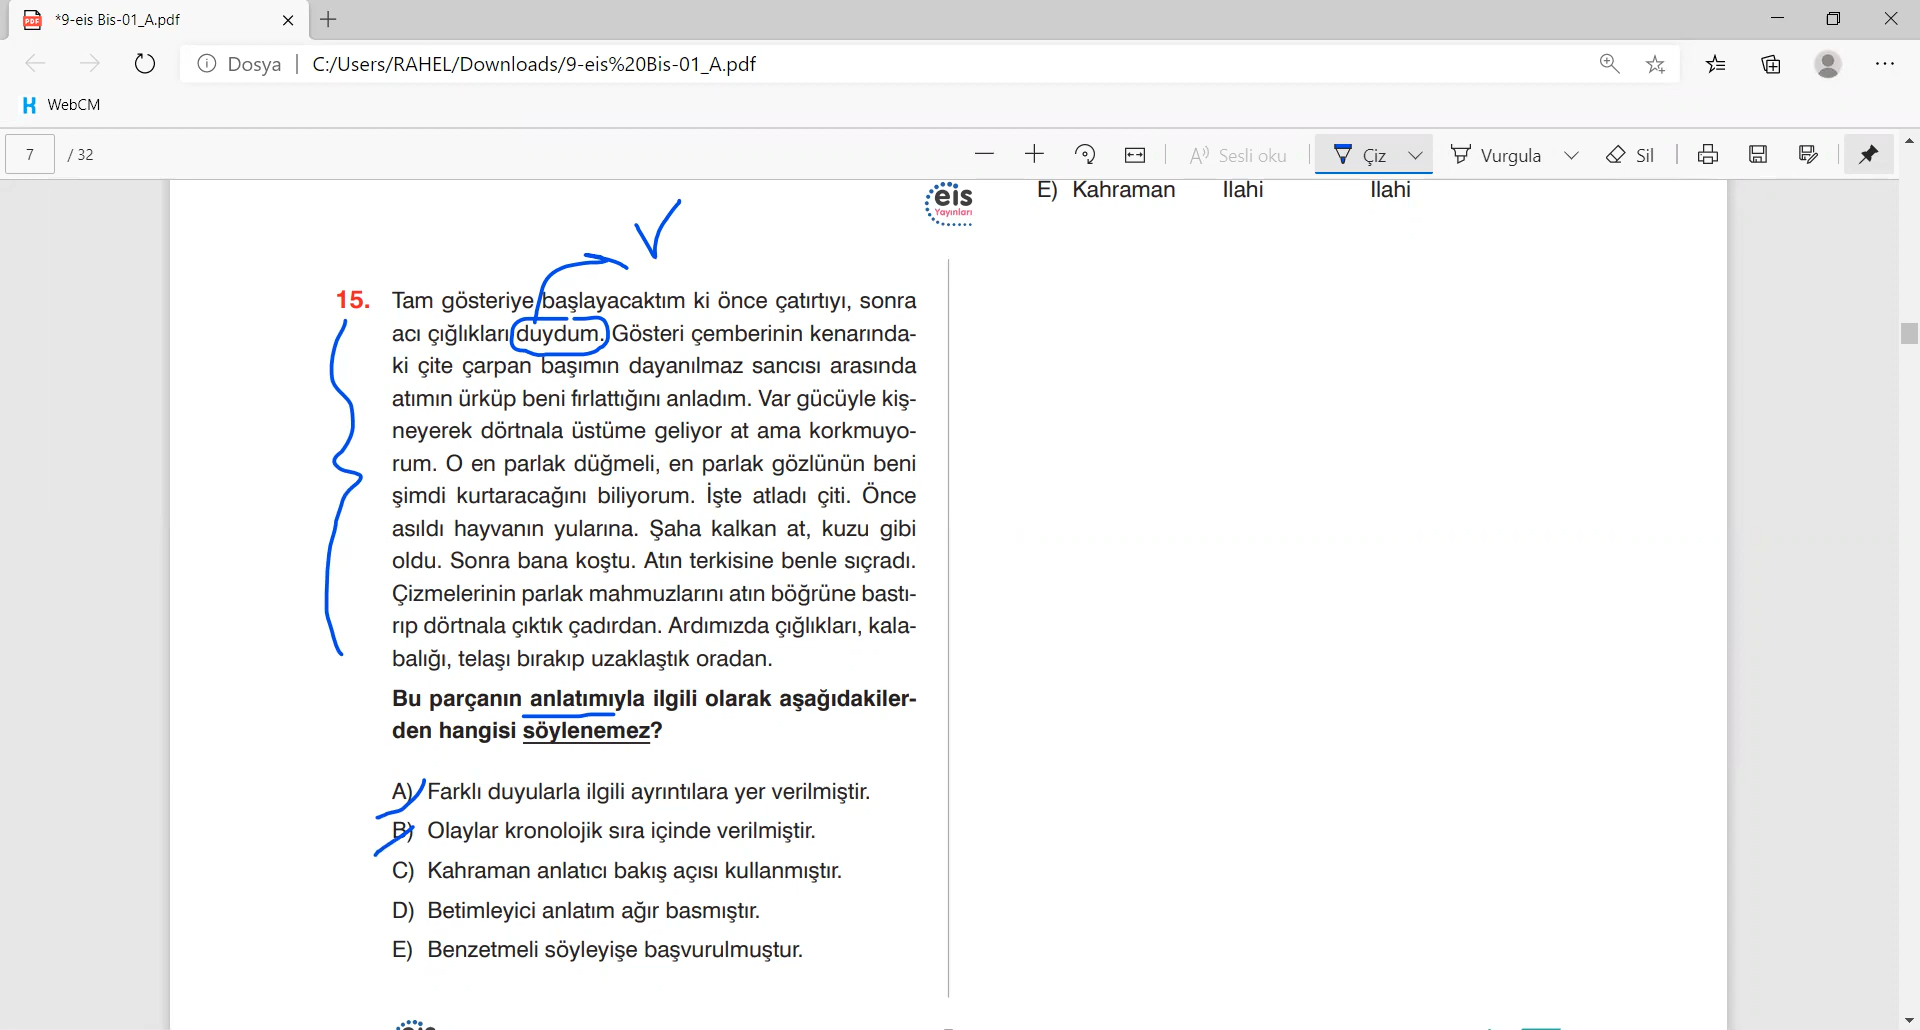 *9-eis Bis-01_A.pdf
Dosya | C:/Users/RAHEL/Downloads/9-eis%20Bis-01_A.pdf
WebCM
7 / 32
Sesli oku
Çiz
Vurgula
Sil
eis
Yayınları
E) Kahraman Ilahi Ilahi
15. Tam gösteriye başlayacaktım ki önce çatırtıyı, sonra
acı çığlıkları duydum. Gösteri çemberinin kenarında-
ki çite çarpan başımın dayanılmaz sancısı arasında
atımın ürküp beni fırlattığını anladım. Var gücüyle kiş-
neyerek dörtnala üstüme geliyor at ama korkmuyo-
rum. O en parlak düğmeli, en parlak gözlünün beni
şimdi kurtaracağını biliyorum. İşte atladı çiti. Önce
asıldı hayvanın yularına. Şaha kalkan at, kuzu gibi
oldu. Sonra bana koştu. Atın terkisine benle sıçradı.
Çizmelerinin parlak mahmuzlarını atın böğrüne bastı-
rıp dörtnala çıktık çadırdan. Ardımızda çığlıkları, kala-
balığı, telaşı bırakıp uzaklaştık oradan.
Bu parçanın anlatımıyla ilgili olarak aşağıdakiler-
den hangisi söylenemez?
A) Farklı duyularla ilgili ayrıntılara yer verilmiştir.
B) Olaylar kronolojik sıra içinde verilmiştir.
C) Kahraman anlatıcı bakış açısı kullanmıştır.
D) Betimleyici anlatım ağır basmıştır.
E) Benzetmeli söyleyişe başvurulmuştur.